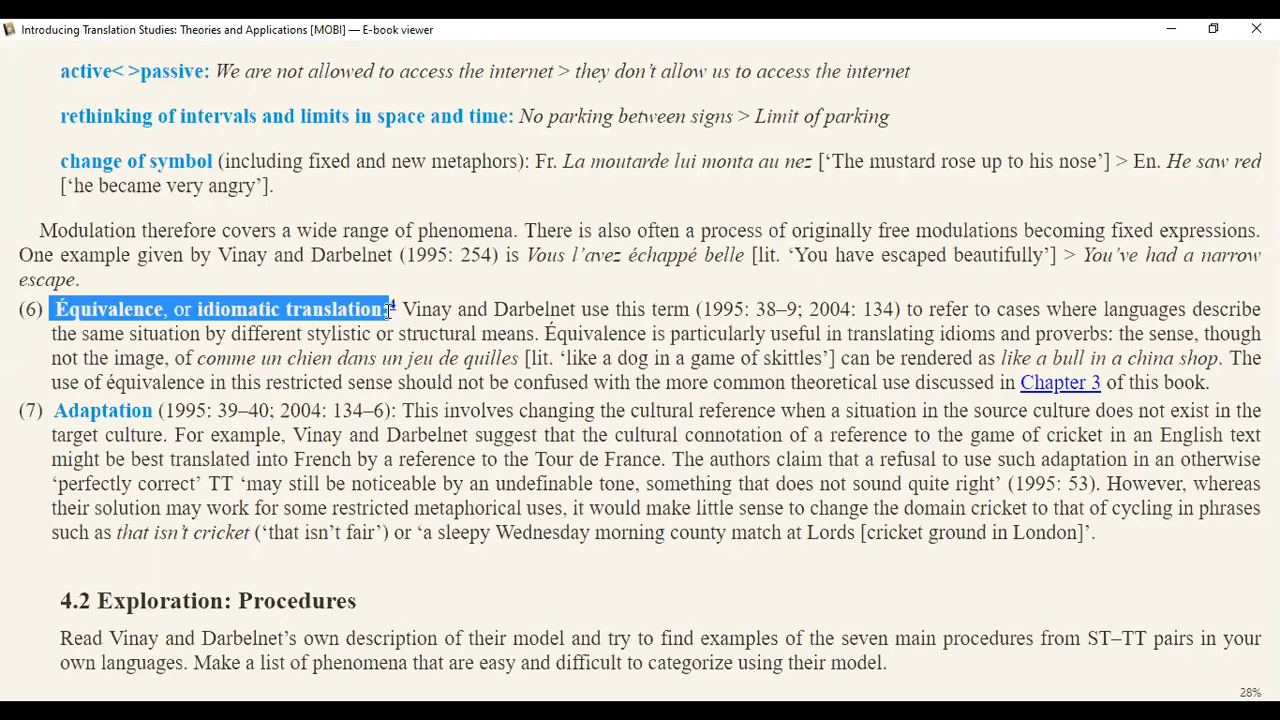 Introducing Translation Studies: Theories and Applications [MOBI] — E-book viewer
active< >passive: We are not allowed to access the internet > they don’t allow us to access the internet
rethinking of intervals and limits in space and time: No parking between signs > Limit of parking
change of symbol (including fixed and new metaphors): Fr. La moutarde lui monta au nez [‘The mustard rose up to his nose’] > En. He saw red
[‘he became very angry’].
Modulation therefore covers a wide range of phenomena. There is also often a process of originally free modulations becoming fixed expressions.
One example given by Vinay and Darbelnet (1995: 254) is Vous l’avez échappé belle [lit. ‘You have escaped beautifully’] > You’ve had a narrow
escape.
(6) Équivalence, or idiomatic translation:4 Vinay and Darbelnet use this term (1995: 38–9; 2004: 134) to refer to cases where languages describe
the same situation by different stylistic or structural means. Équivalence is particularly useful in translating idioms and proverbs: the sense, though
not the image, of comme un chien dans un jeu de quilles [lit. ‘like a dog in a game of skittles’] can be rendered as like a bull in a china shop. The
use of équivalence in this restricted sense should not be confused with the more common theoretical use discussed in Chapter 3 of this book.
(7) Adaptation (1995: 39–40; 2004: 134–6): This involves changing the cultural reference when a situation in the source culture does not exist in the
target culture. For example, Vinay and Darbelnet suggest that the cultural connotation of a reference to the game of cricket in an English text
might be best translated into French by a reference to the Tour de France. The authors claim that a refusal to use such adaptation in an otherwise
‘perfectly correct’ TT ‘may still be noticeable by an undefinable tone, something that does not sound quite right’ (1995: 53). However, whereas
their solution may work for some restricted metaphorical uses, it would make little sense to change the domain cricket to that of cycling in phrases
such as that isn’t cricket (‘that isn’t fair’) or ‘a sleepy Wednesday morning county match at Lords [cricket ground in London]’.
4.2 Exploration: Procedures
Read Vinay and Darbelnet’s own description of their model and try to find examples of the seven main procedures from ST–TT pairs in your
own languages. Make a list of phenomena that are easy and difficult to categorize using their model.
28%